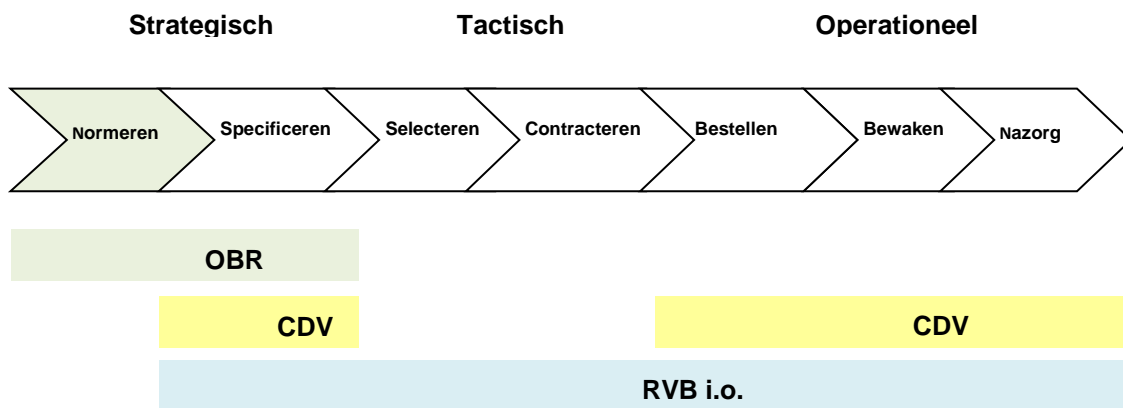 Strategisch Tactisch Operationeel
Normeren Specificeren Selecteren Contracteren Bestellen Bewaken Nazorg
OBR
CDV CDV
RVB i.o.